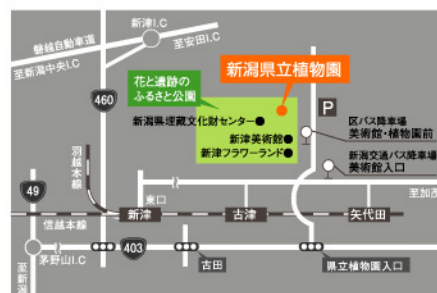 新津I.C
磐越自動車道
至安田I.C
至新潟中央I.C
花と遺跡の
ふるさと公園
新潟県立植物園
460
P
新潟県埋蔵文化財センター
区バス降車場
美術館・植物園前
新津美術館
新津フラワーランド
新潟交通バス降車場
美術館入口
羽越本線
49
東口
至加茂
信越本線
新津
古津
矢代田
403
茅野山I.C
古田
県立植物園入口
至新潟